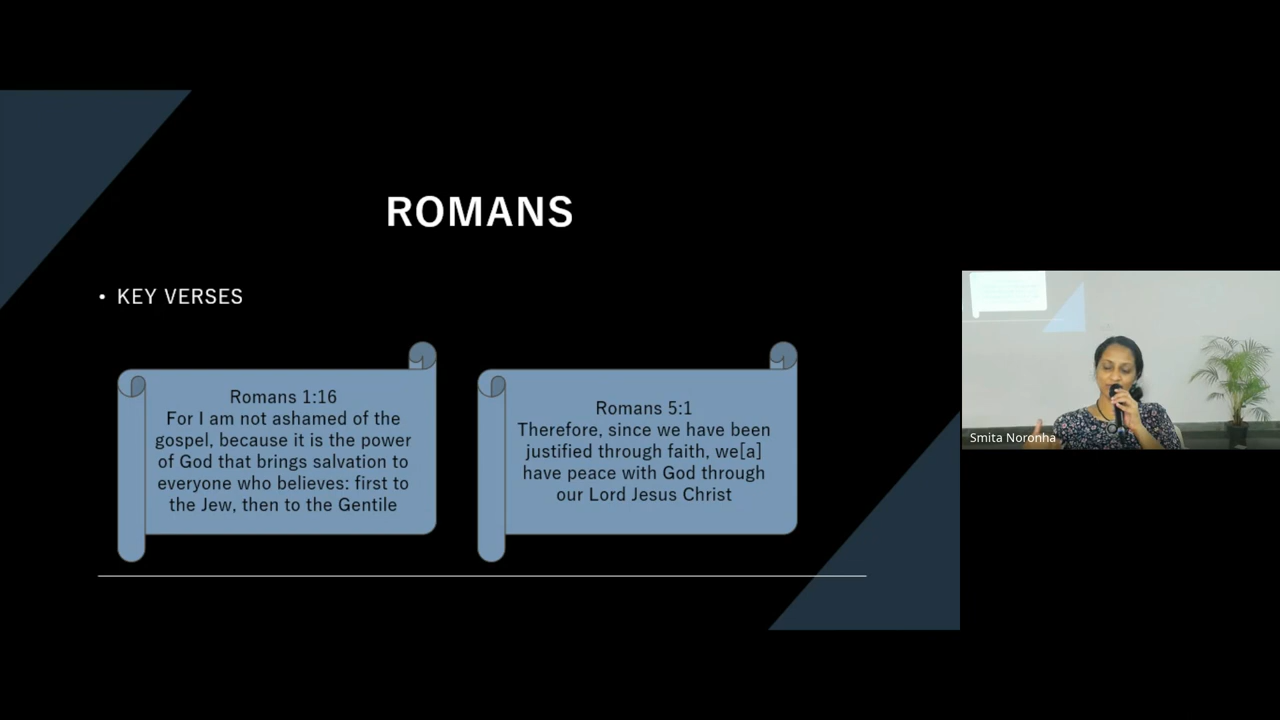 ROMANS
• KEY VERSES
Romans 1:16
For I am not ashamed of the
gospel, because it is the power
of God that brings salvation to
everyone who believes: first to
the Jew, then to the Gentile
Romans 5:1
Therefore, since we have been
justified through faith, we[a]
have peace with God through
our Lord Jesus Christ
Smita Noronha